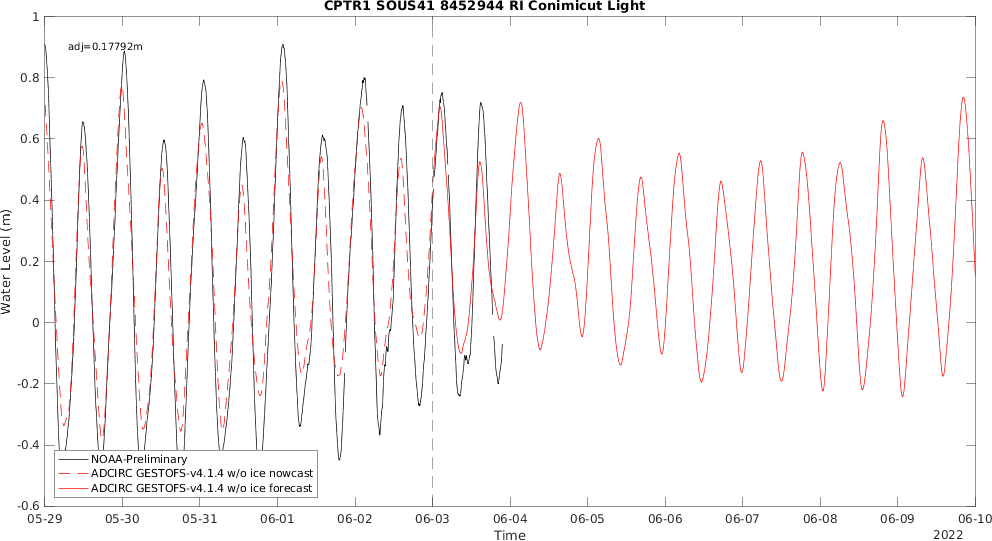 CPTR1 SOUS41 8452944 RI Conimicut Light
adj=0.17792m
1
0.8
0.6
0.4
0.2
0
-0.2
-0.4
-0.6
Water Level (m)
NOAA-Preliminary
ADCIRC GESTOFS-v4.1.4 w/o ice nowcast
ADCIRC GESTOFS-v4.1.4 w/o ice forecast
05-29 05-30 05-31 06-01 06-02 06-03 06-04 06-05 06-06 06-07 06-08 06-09 06-10
Time
2022